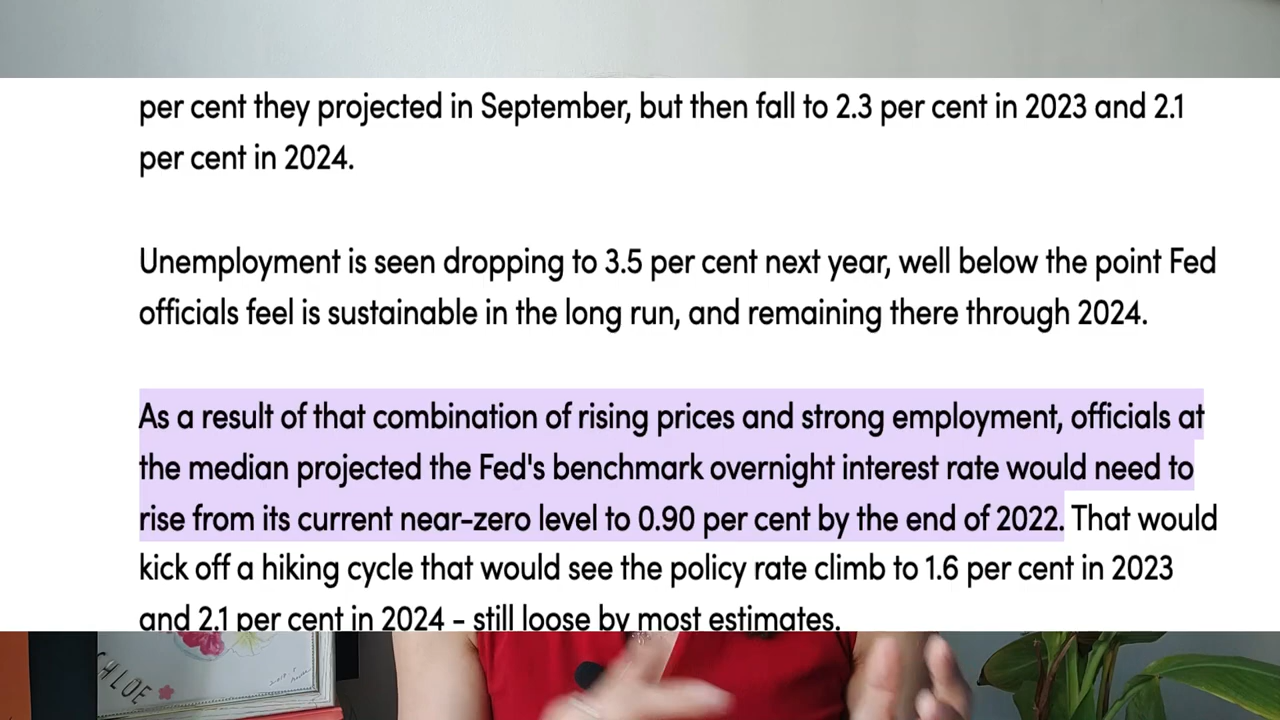 per cent they projected in September, but then fall to 2.3 per cent in 2023 and 2.1
per cent in 2024.
Unemployment is seen dropping to 3.5 per cent next year, well below the point Fed
officials feel is sustainable in the long run, and remaining there through 2024.
As a result of that combination of rising prices and strong employment, officials at
the median projected the Fed's benchmark overnight interest rate would need to
rise from its current near-zero level to 0.90 per cent by the end of 2022. That would
kick off a hiking cycle that would see the policy rate climb to 1.6 per cent in 2023
and 2.1 per cent in 2024 - still loose by most estimates.
CHLOE